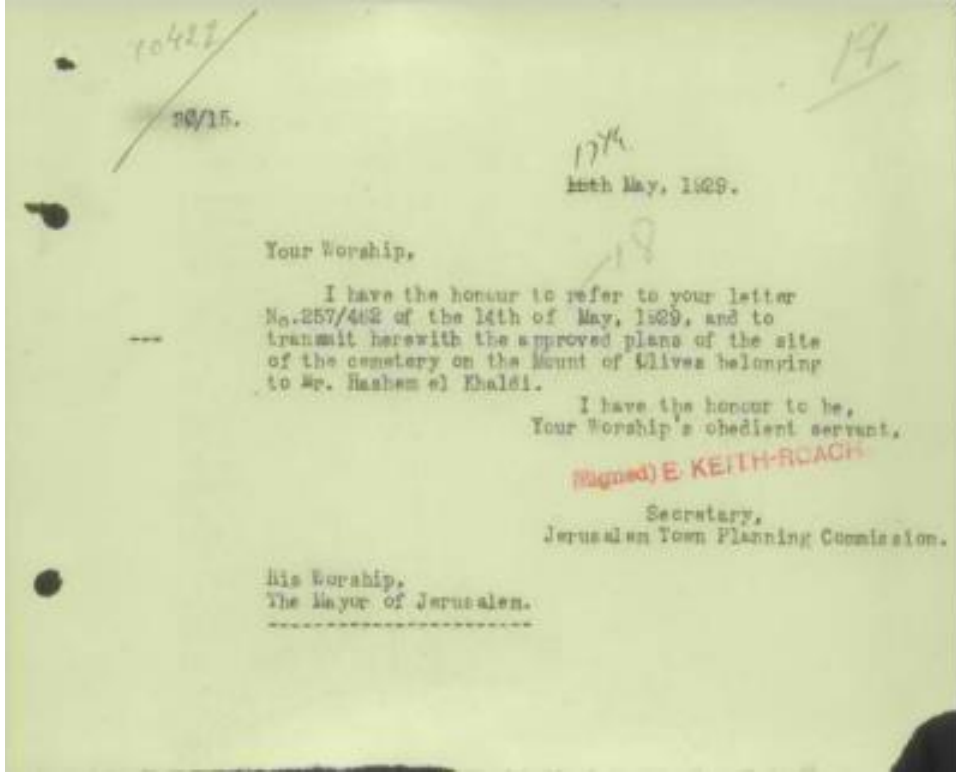 10422
19
/15.
17th
May, 1929.
18
Your Worship,
I have the honour to refer to your letter
No.257/462 of the 14th of May, 1929, and to
transmit herewith the approved plans of the site
of the cemetery on the Mount of Olives belonging
to Mr. Hashem el Khaldi.
I have the honour to be,
Your Worship's obedient servant,
(Signed) E. KEITH-ROACH
Secretary,
Jerusalem Town Planning Commission.
His Worship,
The Mayor of Jerusalem.